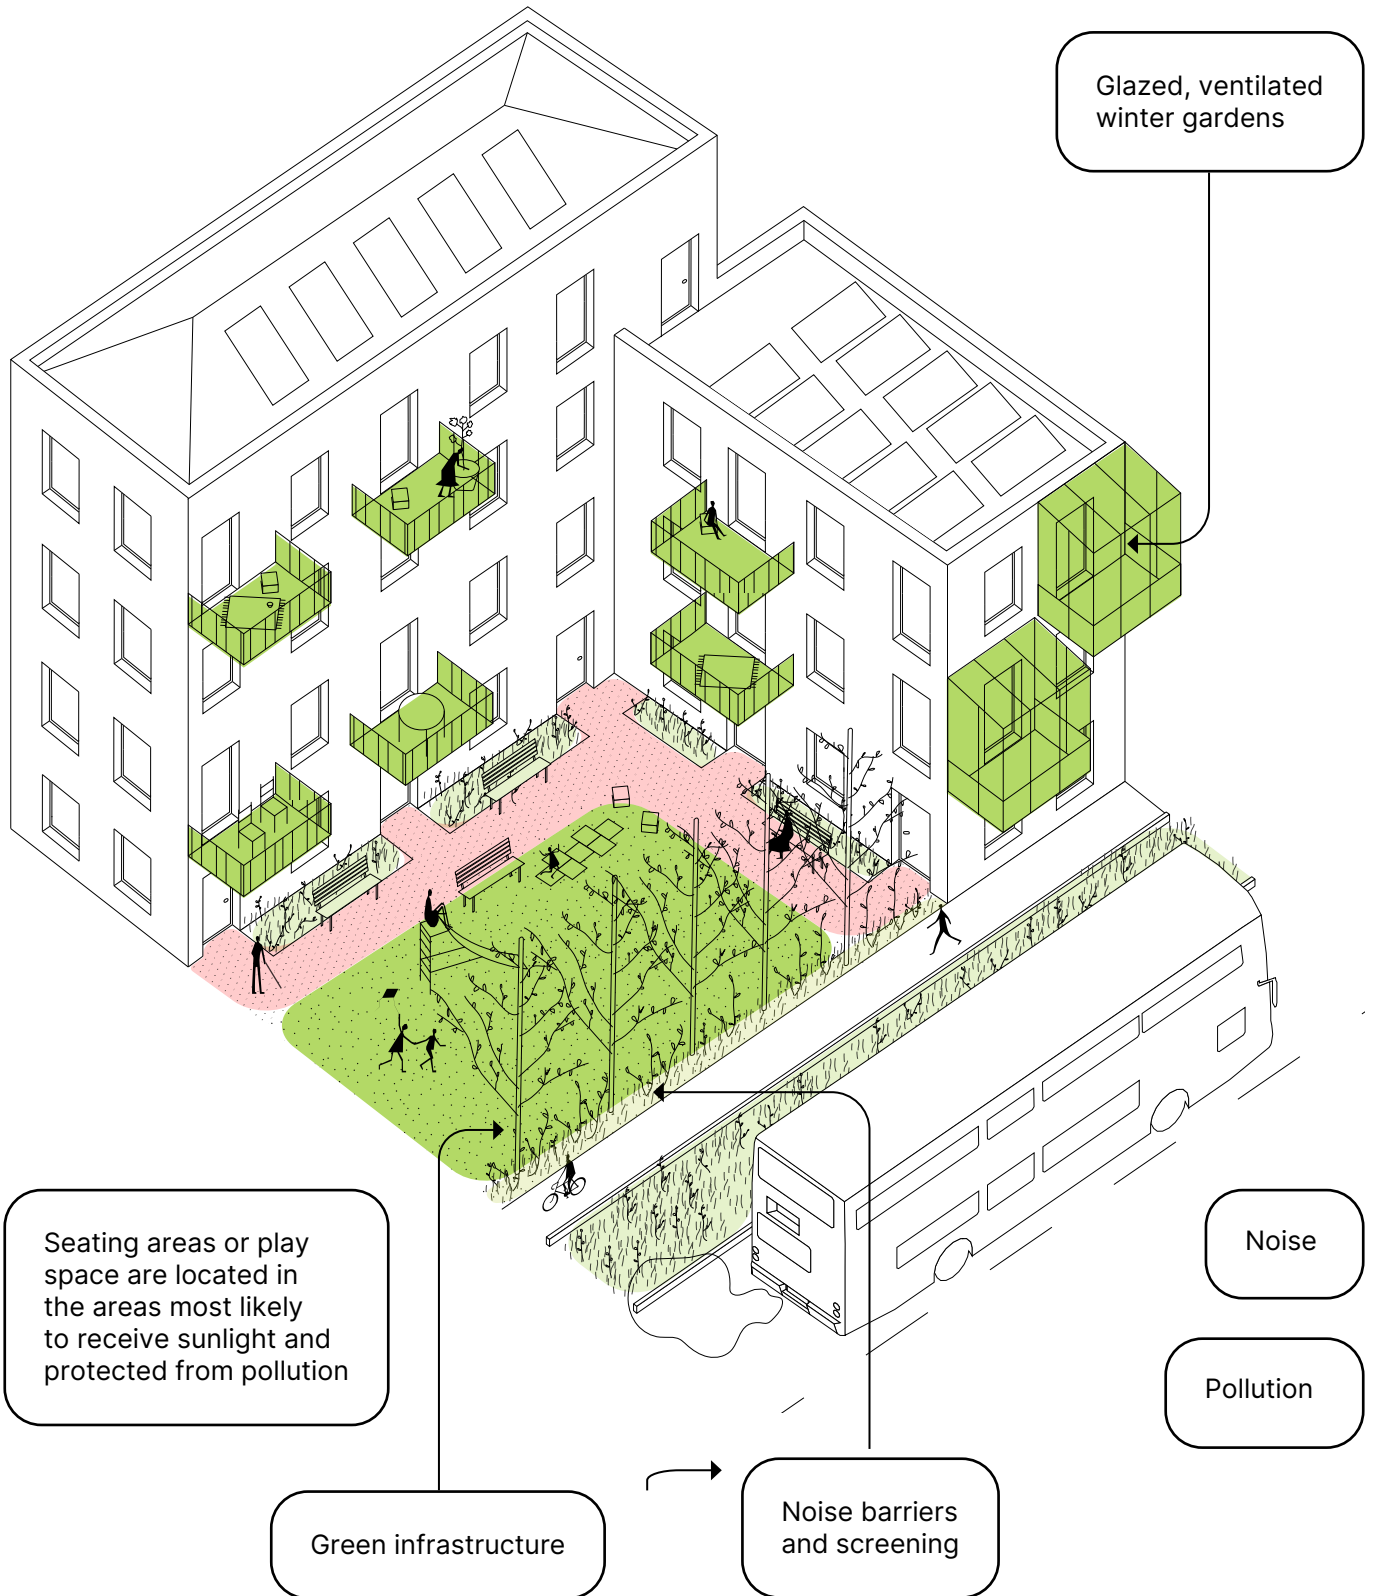 Glazed, ventilated
winter gardens
Seating areas or play
space are located in
the areas most likely
to receive sunlight and
protected from pollution
Noise
Pollution
Green infrastructure
Noise barriers
and screening